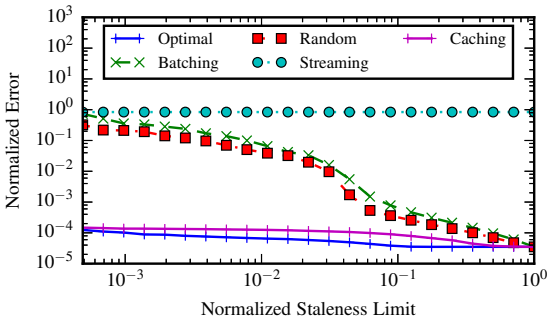 10^3
10^2
10^1
10^0
10^-1
10^-2
10^-3
10^-4
10^-5
Normalized Error
Optimal Random Caching
Batching Streaming
10^-3 10^-2 10^-1 10^0
Normalized Staleness Limit